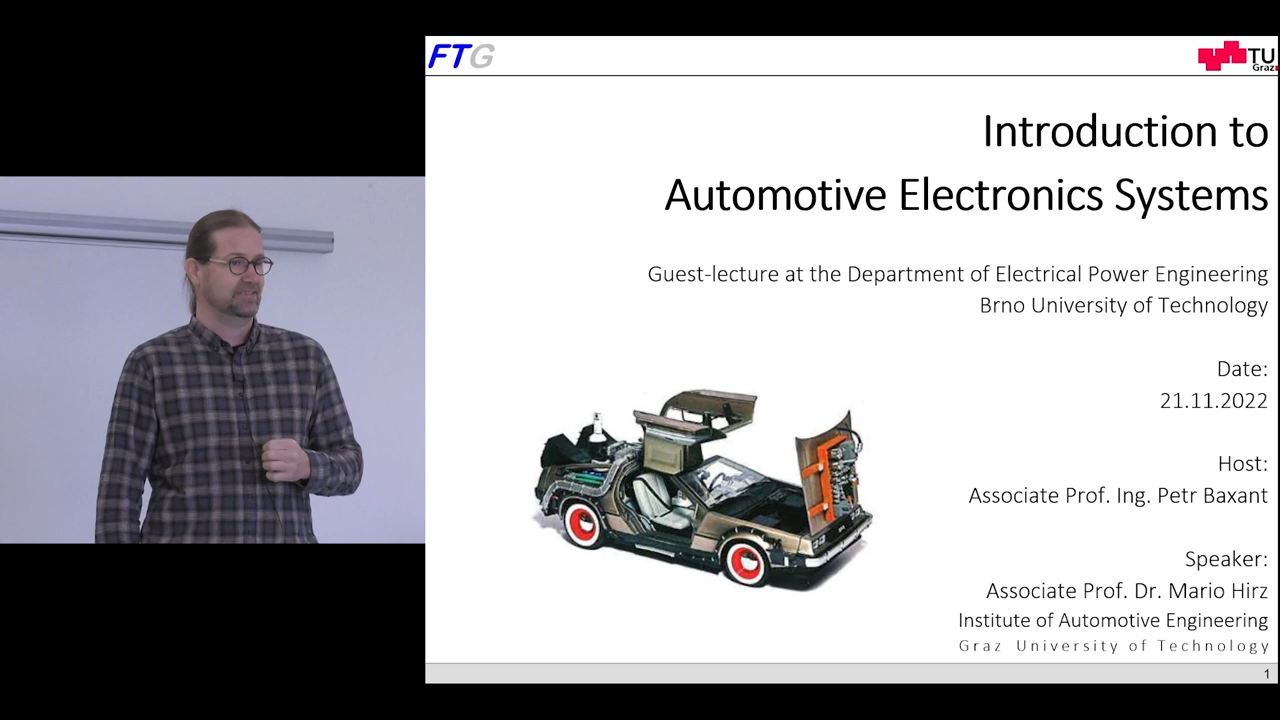 FTG
TU
Graz
Introduction to
Automotive Electronics Systems
Guest-lecture at the Department of Electrical Power Engineering
Brno University of Technology
Date:
21.11.2022
Host:
Associate Prof. Ing. Petr Baxant
Speaker:
Associate Prof. Dr. Mario Hirz
Institute of Automotive Engineering
Graz University of Technology
1